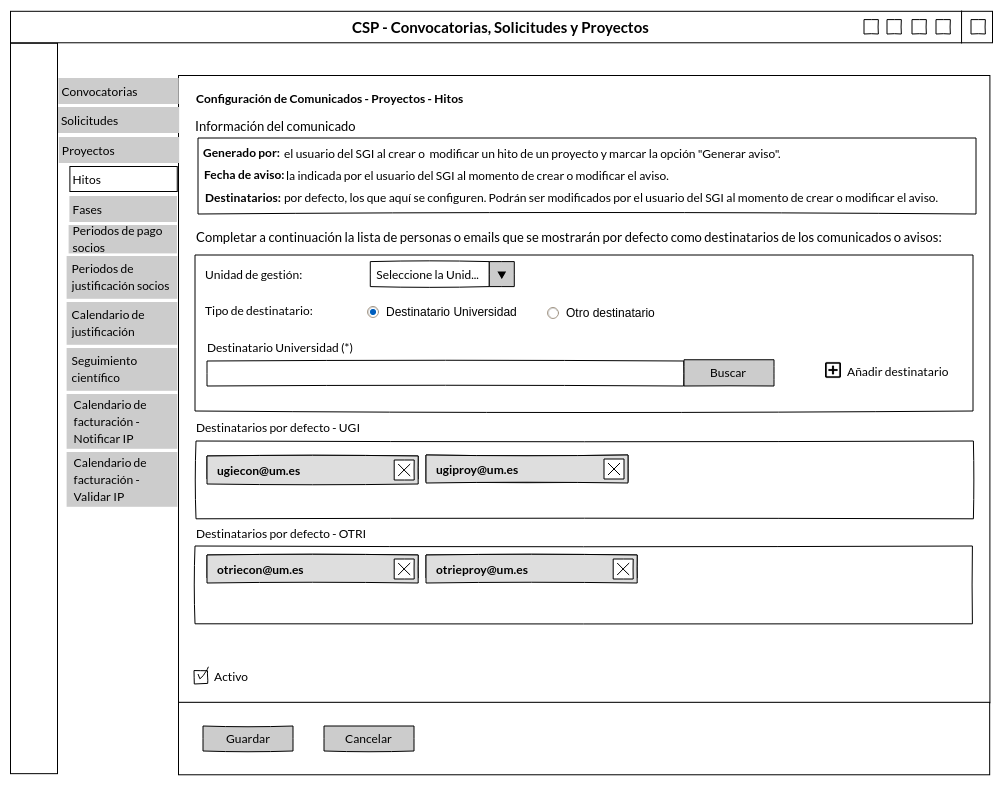 CSP - Convocatorias, Solicitudes y Proyectos
Convocatorias
Solicitudes
Proyectos
Hitos
Fases
Periodos de pago
socios
Periodos de
justificación socios
Calendario de
justificación
Seguimiento
científico
Calendario de
facturación -
Notificar IP
Calendario de
facturación -
Validar IP
Configuración de Comunicados - Proyectos - Hitos
Información del comunicado
Generado por: el usuario del SGI al crear o modificar un hito de un proyecto y marcar la opción "Generar aviso".
Fecha de aviso: la indicada por el usuario del SGI al momento de crear o modificar el aviso.
Destinatarios: por defecto, los que aquí se configuren. Podrán ser modificados por el usuario del SGI al momento de crear o modificar el aviso.
Completar a continuación la lista de personas o emails que se mostrarán por defecto como destinatarios de los comunicados o avisos:
Unidad de gestión: Seleccione la Unid...
Tipo de destinatario: Destinatario Universidad Otro destinatario
Destinatario Universidad (*)
Buscar Añadir destinatario
Destinatarios por defecto - UGI
ugiecon@um.es ugiproy@um.es
Destinatarios por defecto - OTRI
otriecon@um.es otrieproy@um.es
Activo
Guardar Cancelar